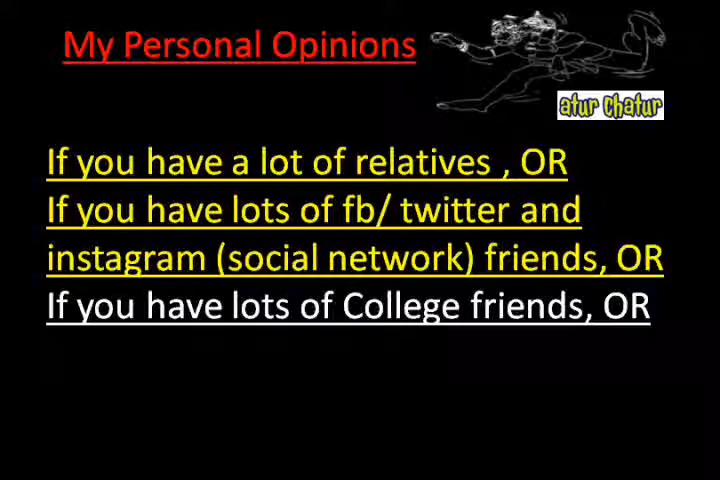 My Personal Opinions
atur chatur
If you have a lot of relatives , OR
If you have lots of fb/ twitter and
instagram (social network) friends, OR
If you have lots of College friends, OR